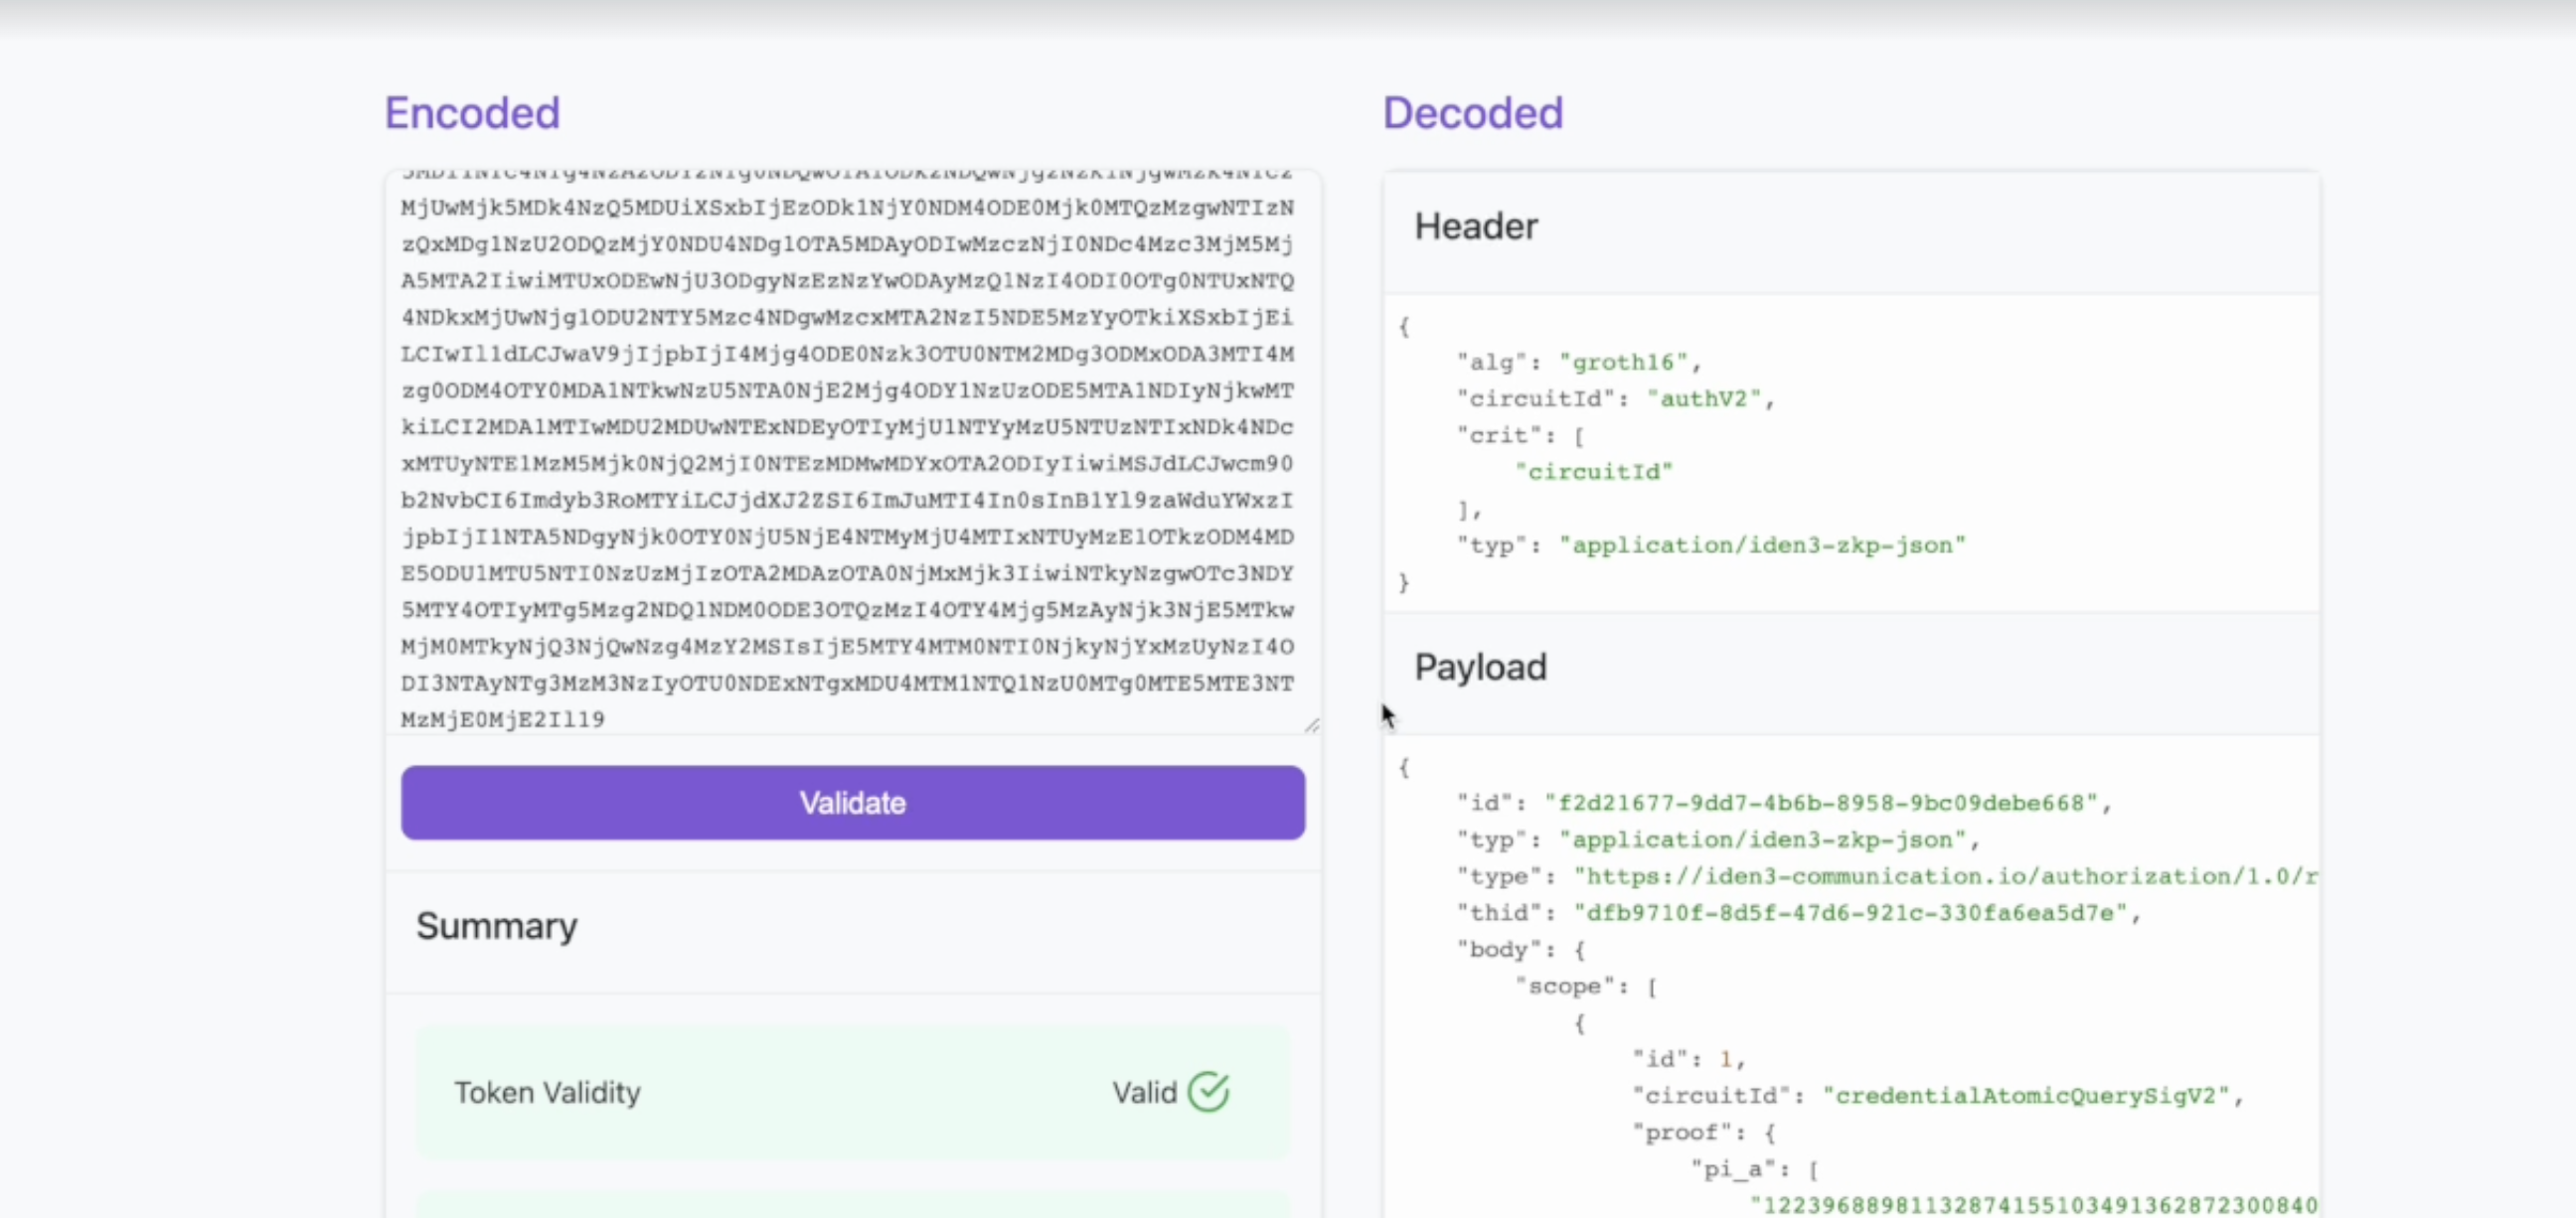 Encoded
MjUwMjk5MDk4NzQ5MDUiXSxbIjEzODk1NjY0NDM4ODE0Mjk0MTQzMzgwNTIzN
zQxMDg1NzU2ODQzMjY0NDU4NDg1OTA5MDAyODIwMzczNjI0NDc4Mzc3MjM5Mj
A5MTA2IiwiMTUxODEwNjU3ODgyNzEzNzYwODAyMzQ1NzI4ODI0OTg0NTUxNTQ
4NDkxMjUwNjg1ODU2NTY5Mzc4NDgwMzcxMTA2NzI5NDE5MzYyOTkiXSxbIjEi
LCIwIl1dLCJwaV9jIjpbIjI4Mjg4ODE0Nzk3OTU0NTM2MDg3ODMxODA3MTI4M
zg0ODM4OTY0MDA1NTkwNzU5NTA0NjE2Mjg4ODY1NzUzODE5MTA1NDIyNjkwMT
kiLCI2MDA1MTIwMDU2MDUwNTExNDEyOTIyMjU1NTYyMzU5NTUzNTIxNDk4NDc
xMTUyNTE1MzM5Mjk0NjQ2MjI0NTEzMDMwMDYxOTA2ODIyIiwiMSJdLCJwcm90
b2NvbCI6Imdyb3RoMTYiLCJjdXJ2ZSI6ImJuMTI4In0sInB1Yl9zaWduYWxzI
jpbIjI1NTA5NDgyNjk0OTY0NjU5NjE4NTMyMjU4MTIxNTUyMzE1OTkzODM4MD
E5ODU1MTU5NTI0NzUzMjIzOTA2MDAzOTA0NjMxMjk3IiwiNTkyNzgwOTc3NDY
5MTY4OTIyMTg5Mzg2NDQ1NDM0ODE3OTQzMzI4OTY4Mjg5MzAyNjk3NjE5MTkw
MjM0MTkyNjQ3NjQwNzg4MzY2MSIsIjE5MTY4MTM0NTI0NjkyNjYxMzUyNzI4O
DI3NTAyNTg3MzM3NzIyOTU0NDExNTgxMDU4MTM1NTQ1NzU0MTg0MTE5MTE3NT
MzMjE0MjE2Il19
Validate
Summary
Token Validity Valid
Decoded
Header
{
"alg": "groth16",
"circuitId": "authV2",
"crit": [
"circuitId"
],
"typ": "application/iden3-zkp-json"
}
Payload
{
"id": "f2d21677-9dd7-4b6b-8958-9bc09debe668",
"typ": "application/iden3-zkp-json",
"type": "https://iden3-communication.io/authorization/1.0/r
"thid": "dfb9710f-8d5f-47d6-921c-330fa6ea5d7e",
"body": {
"scope": [
{
"id": 1,
"circuitId": "credentialAtomicQuerySigV2",
"proof": {
"pi_a": [
"122396889811328741551034913628723 00840